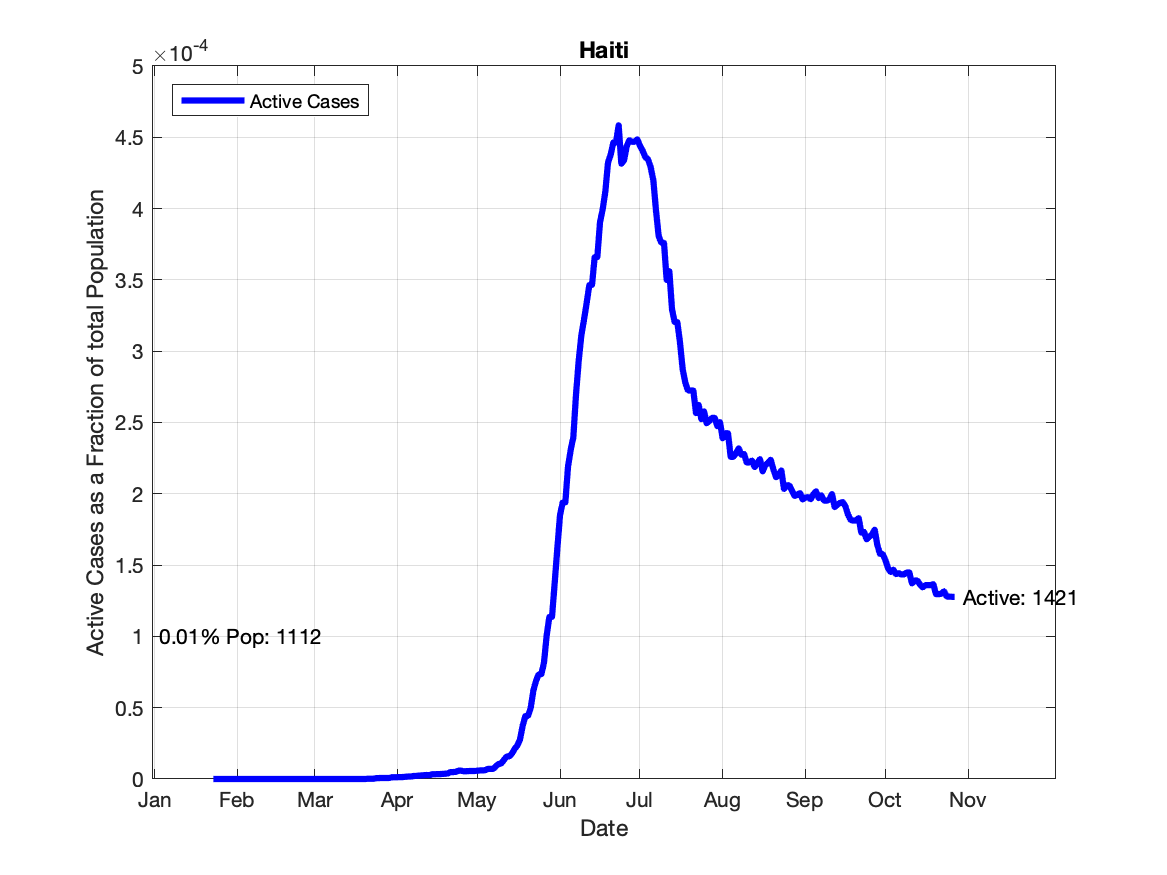 Haiti
×10-4
5
4.5
4
3.5
3
2.5
2
1.5
1
0.5
0
Active Cases
Active Cases as a Fraction of total Population
0.01% Pop: 1112
Active: 1421
Jan Feb Mar Apr May Jun Jul Aug Sep Oct Nov
Date